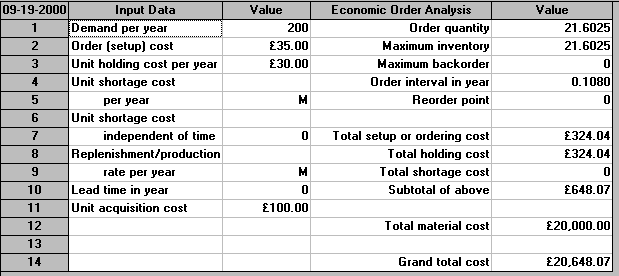 09-19-2000 Input Data Value Economic Order Analysis Value
1 Demand per year 200 Order quantity 21.6025
2 Order (setup) cost £35.00 Maximum inventory 21.6025
3 Unit holding cost per year £30.00 Maximum backorder 0
4 Unit shortage cost Order interval in year 0.1080
5 per year M Reorder point 0
6 Unit shortage cost
7 independent of time 0 Total setup or ordering cost £324.04
8 Replenishment/production Total holding cost £324.04
9 rate per year M Total shortage cost 0
10 Lead time in year 0 Subtotal of above £648.07
11 Unit acquisition cost £100.00
12 Total material cost £20,000.00
13
14 Grand total cost £20,648.07